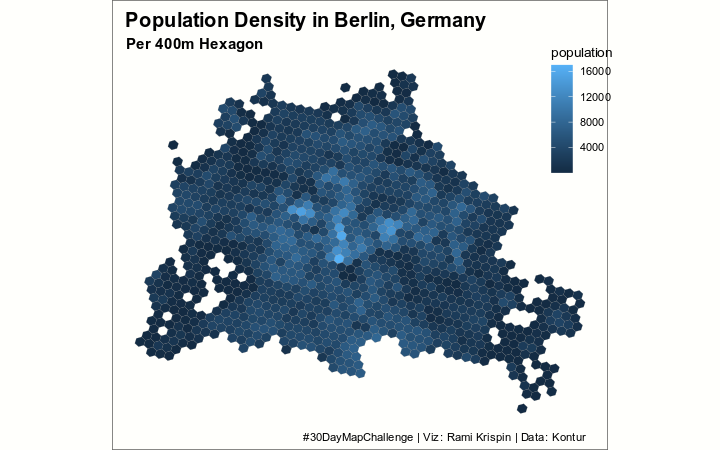 Population Density in Berlin, Germany
Per 400m Hexagon
population
16000
12000
8000
4000
#30DayMapChallenge | Viz: Rami Krispin | Data: Kontur